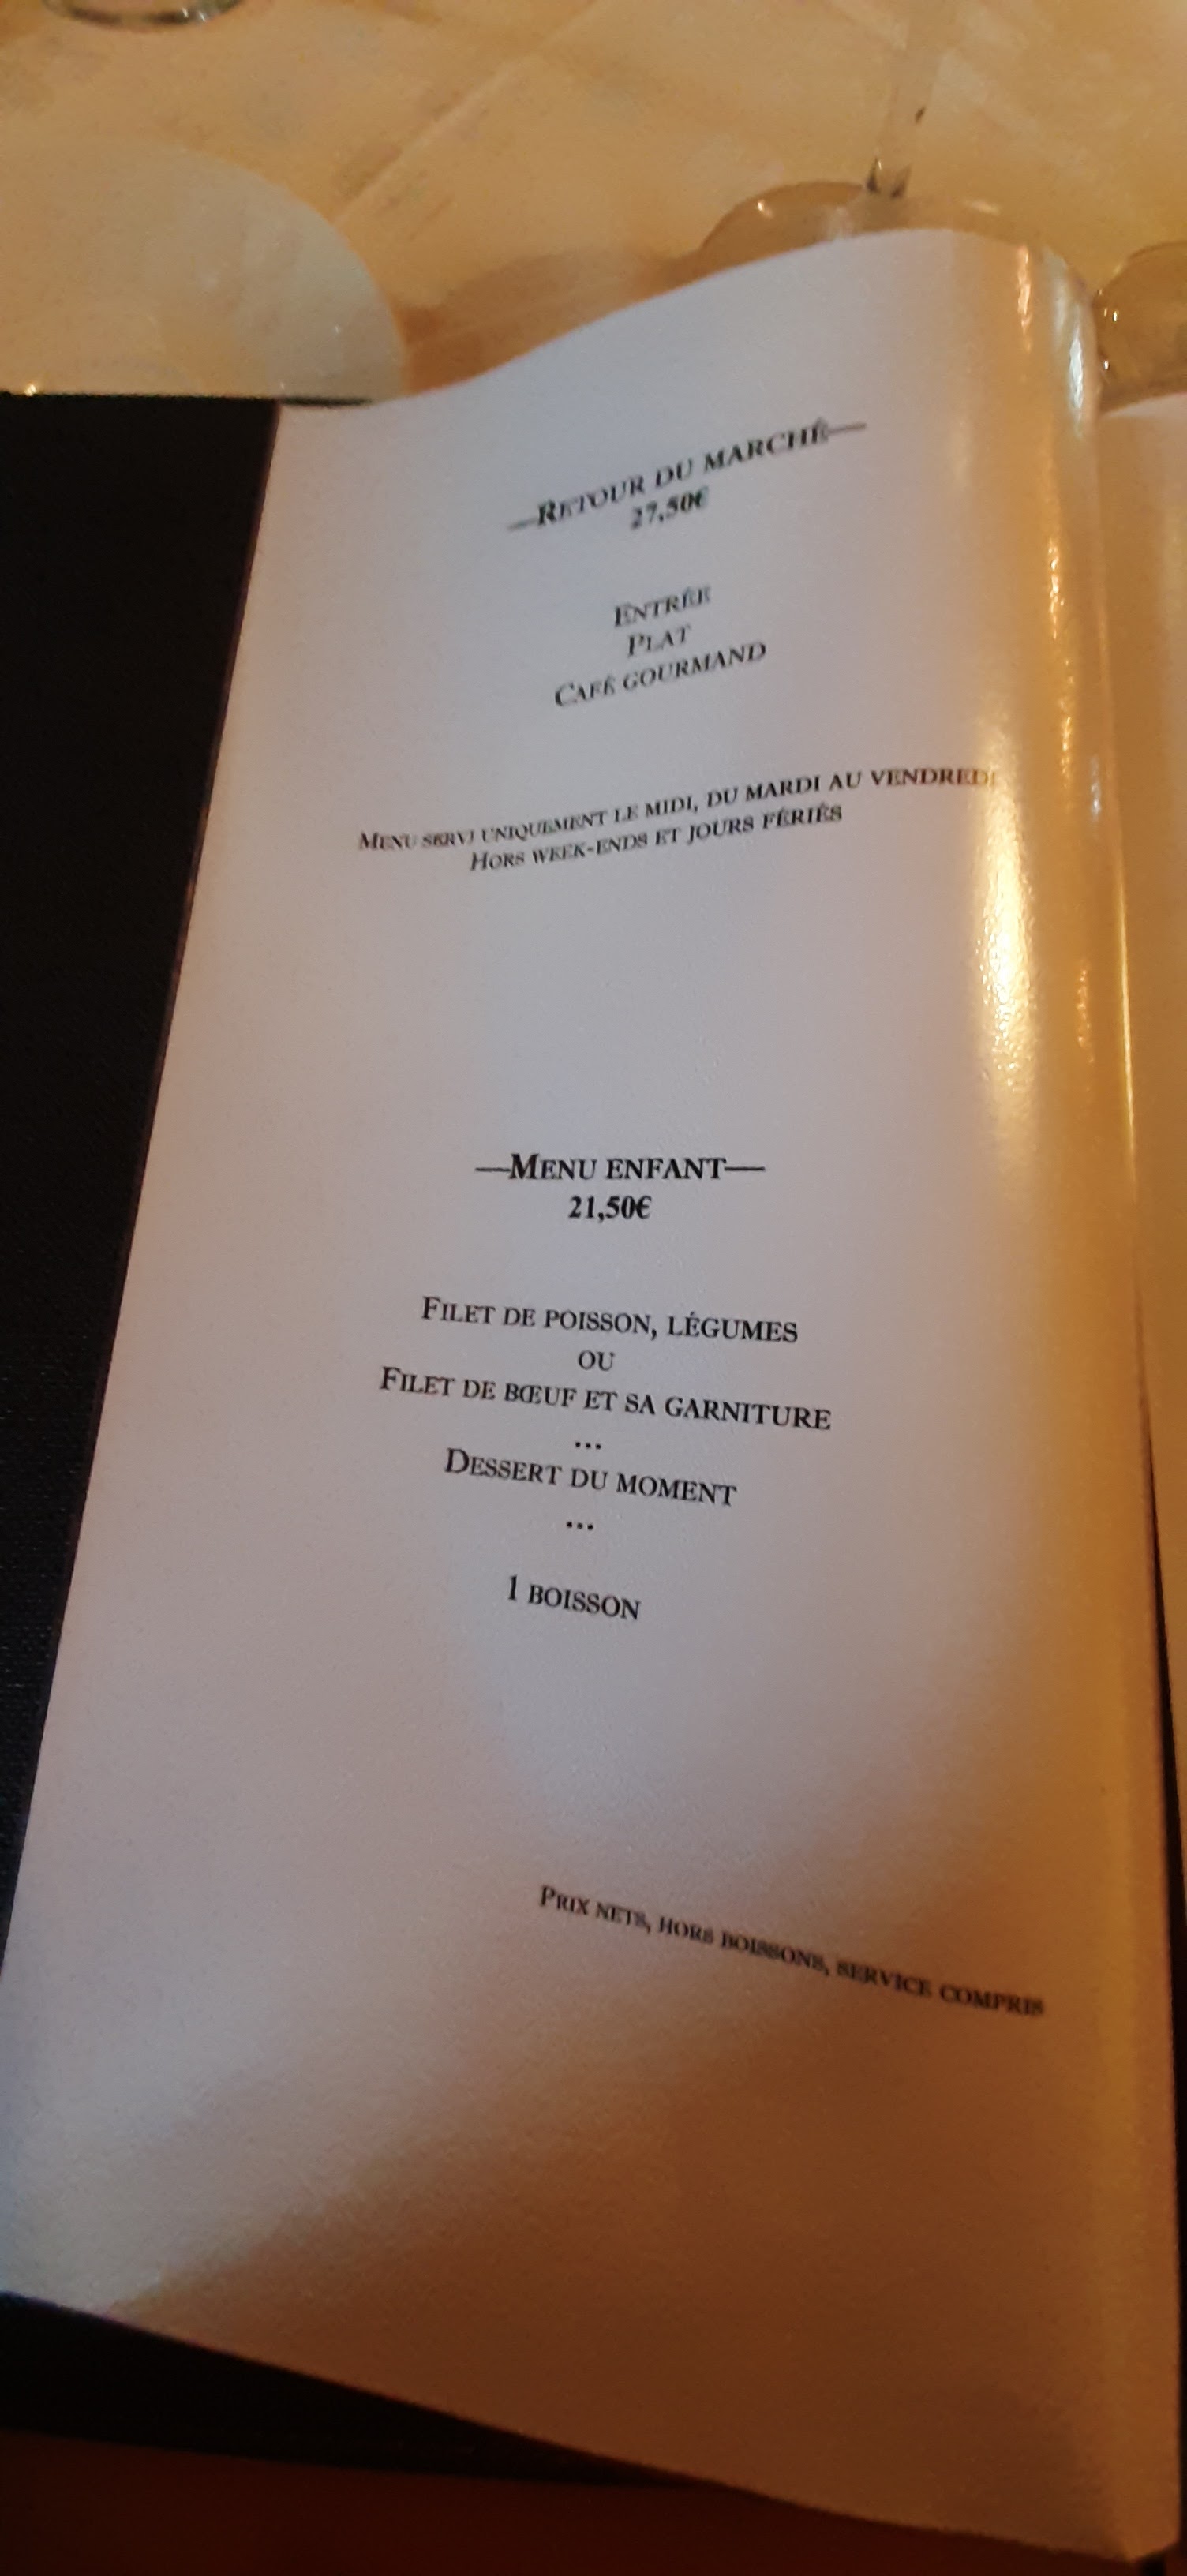 —Retour du marché—
27,50€
Entrée
Plat
Café gourmand
Menu servi uniquement le midi, du mardi au vendredi
Hors week-ends et jours fériés
—Menu enfant—
21,50€
Filet de poisson, légumes
ou
Filet de bœuf et sa garniture
...
Dessert du moment
...
1 boisson
Prix nets, hors boissons, service compris